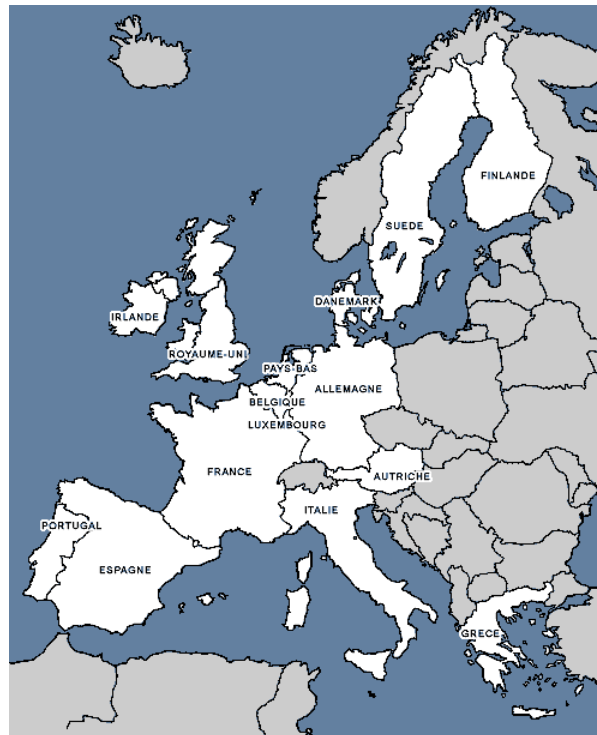 FINLANDE
SUEDE
DANEMARK
IRLANDE
ROYAUME-UNI
PAYS-BAS
ALLEMAGNE
BELGIQUE
LUXEMBOURG
FRANCE
AUTRICHE
ITALIE
PORTUGAL
ESPAGNE
GRECE